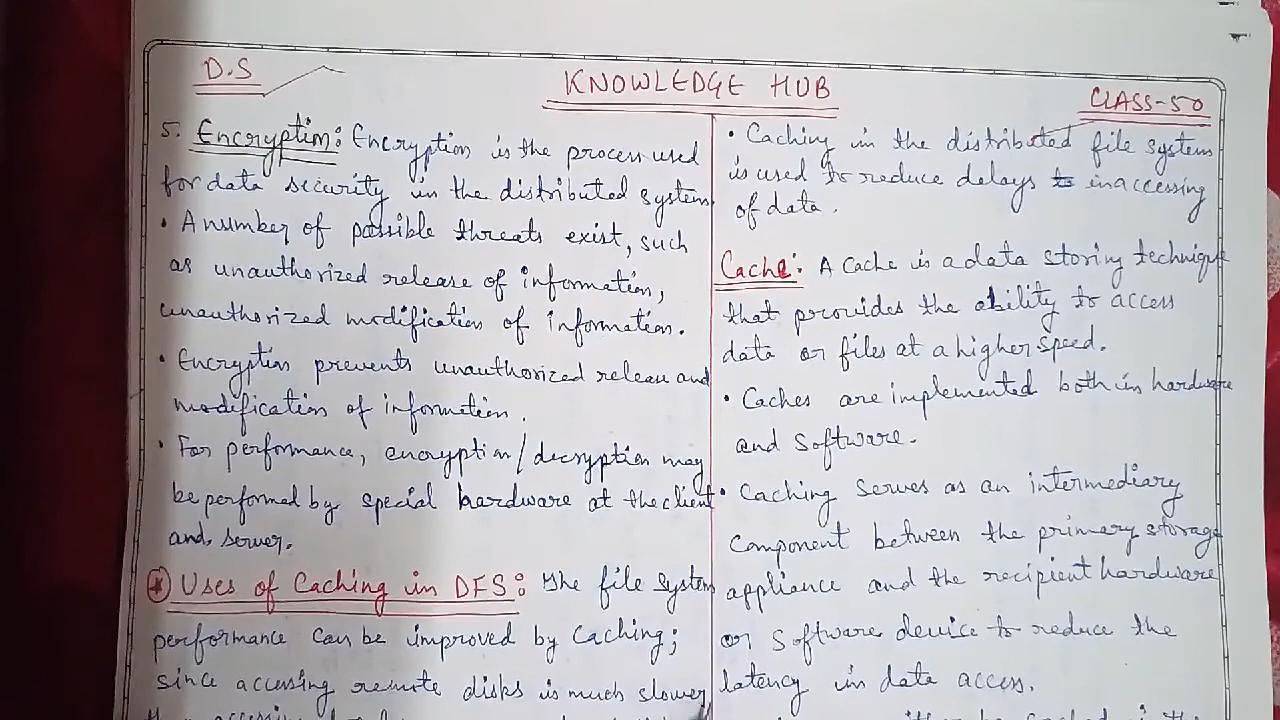 D.S
KNOWLEDGE HUB
CLASS-50
5. Encryption: Encryption is the process used
for data security in the distributed system
• A number of possible threats exist, such
as unauthorized release of information,
unauthorized modification of information.
• Encryption prevents unauthorized release and
modification of information.
• For performance, encryption/decryption may
be performed by special hardware at the client
and server.
* Uses of Caching in DFS: The file system
performance can be improved by caching;
since accessing remote disks is much slower
• Caching in the distributed file system
is used to reduce delays in accessing
of data.
Cache: A Cache is a data storing technique
that provides the ability to access
data or files at a higher speed.
• Caches are implemented both in hardware
and Software.
• Caching serves as an intermediary
component between the primary storage
appliance and the recipient hardware
or software device to reduce the
latency in data access.